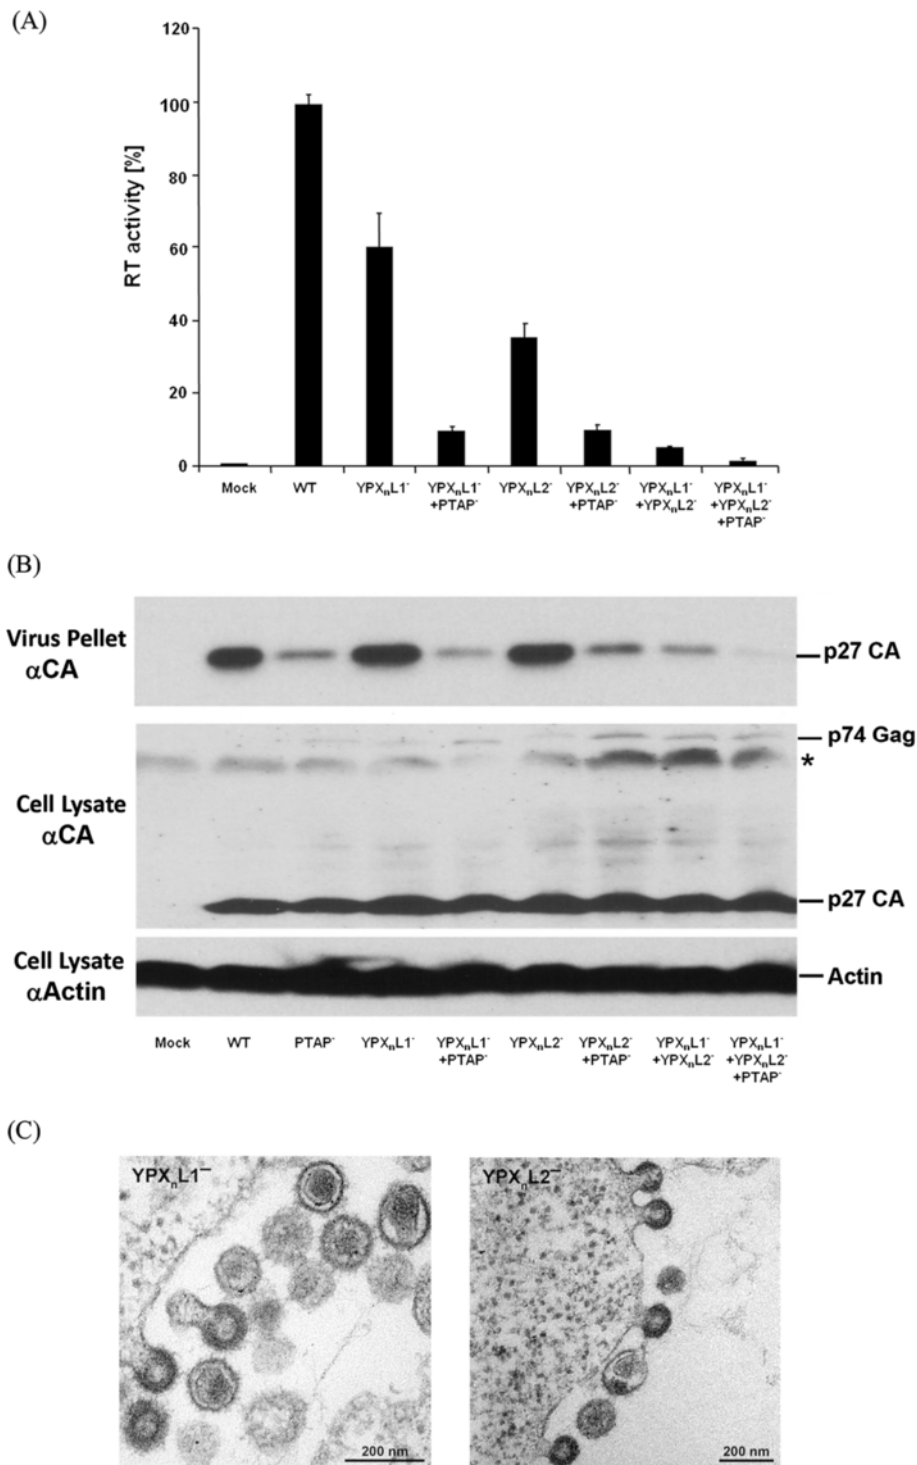 (A)
120
100
80
60
40
20
0
RT activity [%]
Mock
WT
YPXnL1-
YPXnL1-
+PTAP-
YPXnL2-
YPXnL2-
+PTAP-
YPXnL1-
+YPXnL2-
YPXnL1-
+YPXnL2-
+PTAP-
(B)
Virus Pellet
αCA
p27 CA
Cell Lysate
αCA
p74 Gag
*
p27 CA
Cell Lysate
αActin
Actin
Mock
WT
PTAP-
YPXnL1-
YPXnL1-
+PTAP-
YPXnL2-
YPXnL2-
+PTAP-
YPXnL1-
+YPXnL2-
YPXnL1-
+YPXnL2-
+PTAP-
(C)
YPXnL1–
200 nm
YPXnL2–
200 nm